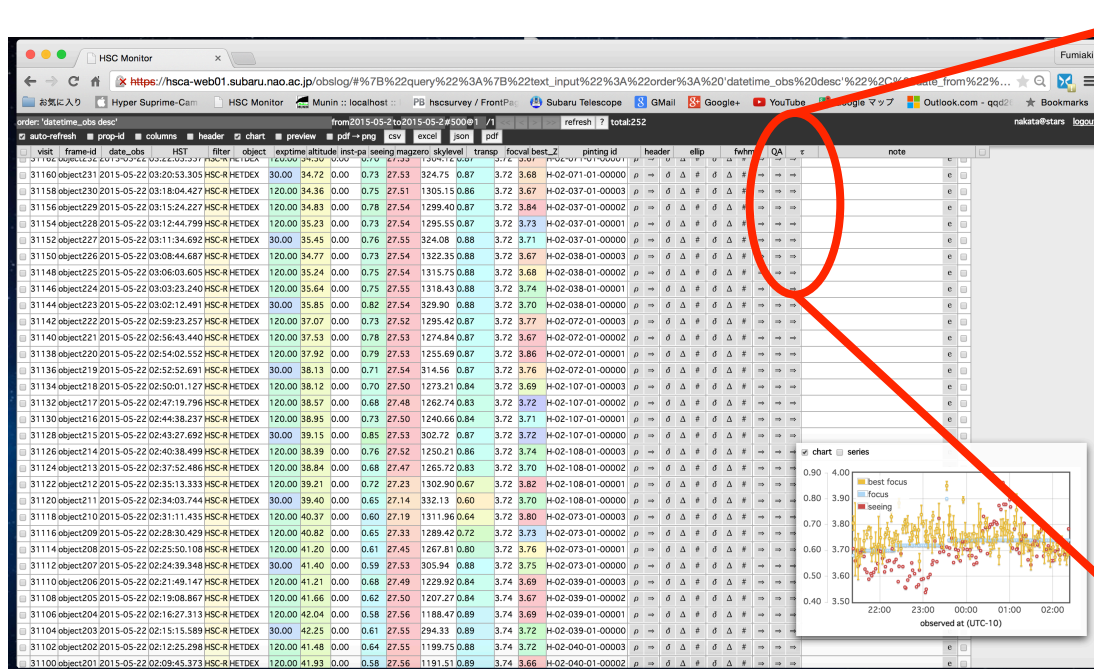 HSC Monitor × Fumiaki
https://hsca-web01.subaru.nao.ac.jp/obslog/#%7B%22query%22%3A%7B%22text_input%22%3A%22order%3A%20'datetime_obs%20desc'%22%2C%
お気に入り Hyper Suprime-Cam HSC Monitor Munin :: localhost :: hscsurvey / FrontPag Subaru Telescope GMail Google+ YouTube Google マップ Outlook.com - qqd2 Bookmarks
order: 'datetime_obs desc' from2015-05-2to2015-05-2#500@1 /1 << < > >> refresh ? total:252 nakata@stars logout
auto-refresh prop-id columns header chart preview pdf→png csv excel json pdf
visit frame-id date_obs HST filter object exptime altitude inst-pa seeing magzero skylevel transp focval best_Z pinting id header ellip fwhm QA τ note
31160 object231 2015-05-22 03:20:53.305 HSC-R HETDEX 30.00 34.72 0.00 0.73 27.53 324.75 0.87 3.72 3.68 H-02-071-01-00000 ρ ⇒ ð Δ # ð Δ # ⇒ ⇒ ⇒ e
31158 object230 2015-05-22 03:18:04.427 HSC-R HETDEX 120.00 34.36 0.00 0.75 27.51 1305.15 0.86 3.72 3.67 H-02-037-01-00003 ρ ⇒ ð Δ # ð Δ # ⇒ ⇒ ⇒ e
31156 object229 2015-05-22 03:15:24.227 HSC-R HETDEX 120.00 34.83 0.00 0.78 27.54 1299.40 0.87 3.72 3.84 H-02-037-01-00002 ρ ⇒ ð Δ # ð Δ # ⇒ ⇒ ⇒ e
31154 object228 2015-05-22 03:12:44.799 HSC-R HETDEX 120.00 35.23 0.00 0.73 27.54 1295.55 0.87 3.72 3.73 H-02-037-01-00001 ρ ⇒ ð Δ # ð Δ # ⇒ ⇒ ⇒ e
31152 object227 2015-05-22 03:11:34.692 HSC-R HETDEX 30.00 35.45 0.00 0.76 27.55 324.08 0.88 3.72 3.71 H-02-037-01-00000 ρ ⇒ ð Δ # ð Δ # ⇒ ⇒ ⇒ e
31150 object226 2015-05-22 03:08:44.687 HSC-R HETDEX 120.00 34.77 0.00 0.73 27.54 1322.35 0.88 3.72 3.67 H-02-038-01-00003 ρ ⇒ ð Δ # ð Δ # ⇒ ⇒ ⇒ e
31148 object225 2015-05-22 03:06:03.605 HSC-R HETDEX 120.00 35.24 0.00 0.75 27.54 1315.75 0.88 3.72 3.68 H-02-038-01-00002 ρ ⇒ ð Δ # ð Δ # ⇒ ⇒ ⇒ e
31146 object224 2015-05-22 03:03:23.240 HSC-R HETDEX 120.00 35.64 0.00 0.75 27.55 1318.43 0.88 3.72 3.74 H-02-038-01-00001 ρ ⇒ ð Δ # ð Δ # ⇒ ⇒ ⇒ e
31144 object223 2015-05-22 03:02:12.491 HSC-R HETDEX 30.00 35.85 0.00 0.82 27.54 329.90 0.88 3.72 3.70 H-02-038-01-00000 ρ ⇒ ð Δ # ð Δ # ⇒ ⇒ ⇒ e
31142 object222 2015-05-22 02:59:23.257 HSC-R HETDEX 120.00 37.07 0.00 0.73 27.52 1295.42 0.87 3.72 3.77 H-02-072-01-00003 ρ ⇒ ð Δ # ð Δ # ⇒ ⇒ ⇒ e
31140 object221 2015-05-22 02:56:43.440 HSC-R HETDEX 120.00 37.53 0.00 0.78 27.53 1274.84 0.87 3.72 3.67 H-02-072-01-00002 ρ ⇒ ð Δ # ð Δ # ⇒ ⇒ ⇒ e
31138 object220 2015-05-22 02:54:02.552 HSC-R HETDEX 120.00 37.92 0.00 0.79 27.53 1255.69 0.87 3.72 3.86 H-02-072-01-00001 ρ ⇒ ð Δ # ð Δ # ⇒ ⇒ ⇒ e
31136 object219 2015-05-22 02:52:52.691 HSC-R HETDEX 30.00 38.13 0.00 0.71 27.54 314.56 0.87 3.72 3.76 H-02-072-01-00000 ρ ⇒ ð Δ # ð Δ # ⇒ ⇒ ⇒ e
31134 object218 2015-05-22 02:50:01.127 HSC-R HETDEX 120.00 38.12 0.00 0.70 27.50 1273.21 0.84 3.72 3.69 H-02-107-01-00003 ρ ⇒ ð Δ # ð Δ # ⇒ ⇒ ⇒ e
31132 object217 2015-05-22 02:47:19.796 HSC-R HETDEX 120.00 38.57 0.00 0.68 27.48 1262.74 0.83 3.72 3.72 H-02-107-01-00002 ρ ⇒ ð Δ # ð Δ # ⇒ ⇒ ⇒ e
31130 object216 2015-05-22 02:44:38.237 HSC-R HETDEX 120.00 38.95 0.00 0.73 27.50 1240.66 0.84 3.72 3.71 H-02-107-01-00001 ρ ⇒ ð Δ # ð Δ # ⇒ ⇒ ⇒ e
31128 object215 2015-05-22 02:43:27.692 HSC-R HETDEX 30.00 39.15 0.00 0.85 27.53 302.72 0.87 3.72 3.72 H-02-107-01-00000 ρ ⇒ ð Δ # ð Δ # ⇒ ⇒ ⇒ e
31126 object214 2015-05-22 02:40:38.499 HSC-R HETDEX 120.00 38.39 0.00 0.76 27.52 1250.21 0.86 3.72 3.74 H-02-108-01-00003 ρ ⇒ ð Δ # ð Δ # ⇒ ⇒ ⇒
31124 object213 2015-05-22 02:37:52.486 HSC-R HETDEX 120.00 38.84 0.00 0.68 27.47 1265.72 0.83 3.72 3.70 H-02-108-01-00002 ρ ⇒ ð Δ # ð Δ # ⇒ ⇒ ⇒
31122 object212 2015-05-22 02:35:13.333 HSC-R HETDEX 120.00 39.21 0.00 0.72 27.23 1302.90 0.67 3.72 3.82 H-02-108-01-00001 ρ ⇒ ð Δ # ð Δ # ⇒ ⇒
31120 object211 2015-05-22 02:34:03.744 HSC-R HETDEX 30.00 39.40 0.00 0.65 27.14 332.13 0.60 3.72 3.70 H-02-108-01-00000 ρ ⇒ ð Δ # ð Δ # ⇒ ⇒
31118 object210 2015-05-22 02:31:11.435 HSC-R HETDEX 120.00 40.37 0.00 0.60 27.19 1311.96 0.64 3.72 3.80 H-02-073-01-00003 ρ ⇒ ð Δ # ð Δ # ⇒ ⇒
31116 object209 2015-05-22 02:28:30.429 HSC-R HETDEX 120.00 40.82 0.00 0.65 27.33 1289.42 0.72 3.72 3.73 H-02-073-01-00002 ρ ⇒ ð Δ # ð Δ # ⇒ ⇒
31114 object208 2015-05-22 02:25:50.108 HSC-R HETDEX 120.00 41.20 0.00 0.61 27.45 1267.81 0.80 3.72 3.76 H-02-073-01-00001 ρ ⇒ ð Δ # ð Δ # ⇒ ⇒
31112 object207 2015-05-22 02:24:39.348 HSC-R HETDEX 30.00 41.40 0.00 0.59 27.53 305.94 0.88 3.72 3.75 H-02-073-01-00000 ρ ⇒ ð Δ # ð Δ # ⇒ ⇒
31110 object206 2015-05-22 02:21:49.147 HSC-R HETDEX 120.00 41.21 0.00 0.68 27.49 1229.92 0.84 3.74 3.69 H-02-039-01-00003 ρ ⇒ ð Δ # ð Δ # ⇒ ⇒
31108 object205 2015-05-22 02:19:08.867 HSC-R HETDEX 120.00 41.66 0.00 0.62 27.50 1207.27 0.84 3.74 3.67 H-02-039-01-00002 ρ ⇒ ð Δ # ð Δ # ⇒ ⇒
31106 object204 2015-05-22 02:16:27.313 HSC-R HETDEX 120.00 42.04 0.00 0.58 27.56 1188.47 0.89 3.74 3.69 H-02-039-01-00001 ρ ⇒ ð Δ # ð Δ # ⇒ ⇒
31104 object203 2015-05-22 02:15:15.589 HSC-R HETDEX 30.00 42.25 0.00 0.61 27.55 294.33 0.89 3.74 3.72 H-02-039-01-00000 ρ ⇒ ð Δ # ð Δ # ⇒ ⇒
31102 object202 2015-05-22 02:12:25.298 HSC-R HETDEX 120.00 41.48 0.00 0.64 27.55 1199.75 0.88 3.74 3.72 H-02-040-01-00003 ρ ⇒ ð Δ # ð Δ # ⇒ ⇒ ⇒ e
31100 object201 2015-05-22 02:09:45.373 HSC-R HETDEX 120.00 41.93 0.00 0.58 27.56 1191.51 0.89 3.74 3.66 H-02-040-01-00002 ρ ⇒ ð Δ # ð Δ # ⇒ ⇒ ⇒ e
chart series
0.90 4.00
best focus
0.80 3.90
focus
seeing
0.70 3.80
0.60 3.70
0.50 3.60
0.40 3.50
22:00 23:00 00:00 01:00 02:00
observed at (UTC-10)